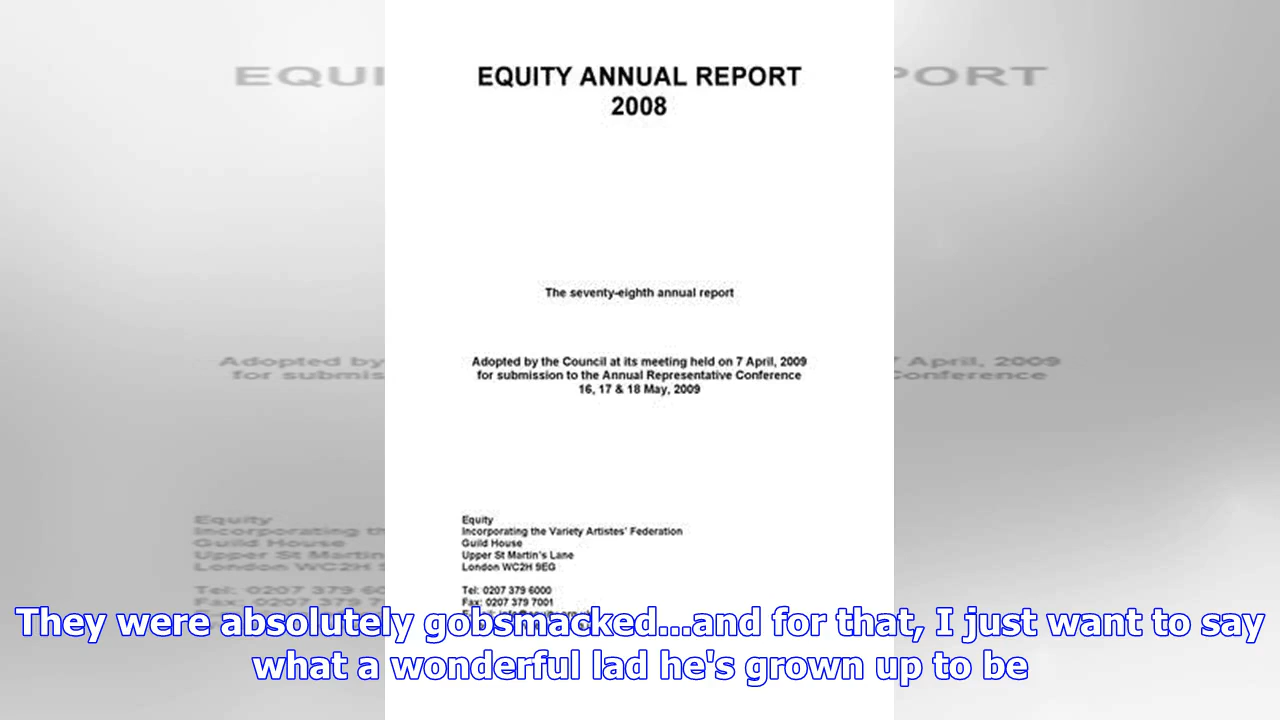 EQUITY ANNUAL REPORT
2008
The seventy-eighth annual report
Adopted by the Council at its meeting held on 7 April, 2009
for submission to the Annual Representative Conference
16, 17 & 18 May, 2009
Equity
Incorporating the Variety Artistes' Federation
Guild House
Upper St Martin's Lane
London WC2H 9EG
Tel: 0207 379 6000
Fax: 0207 379 7001
They were absolutely gobsmacked...and for that, I just want to say
what a wonderful lad he's grown up to be